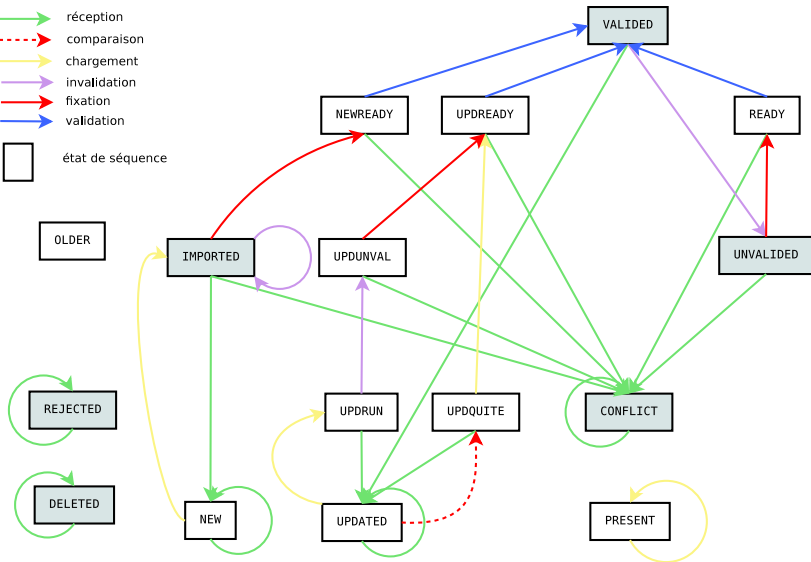 réception
comparaison
chargement
invalidation
fixation
validation
état de séquence
VALIDED
NEWREADY
UPDREADY
READY
OLDER
IMPORTED
UPDUNVAL
UNVALIDED
REJECTED
UPDRUN
UPDQUITE
CONFLICT
DELETED
NEW
UPDATED
PRESENT